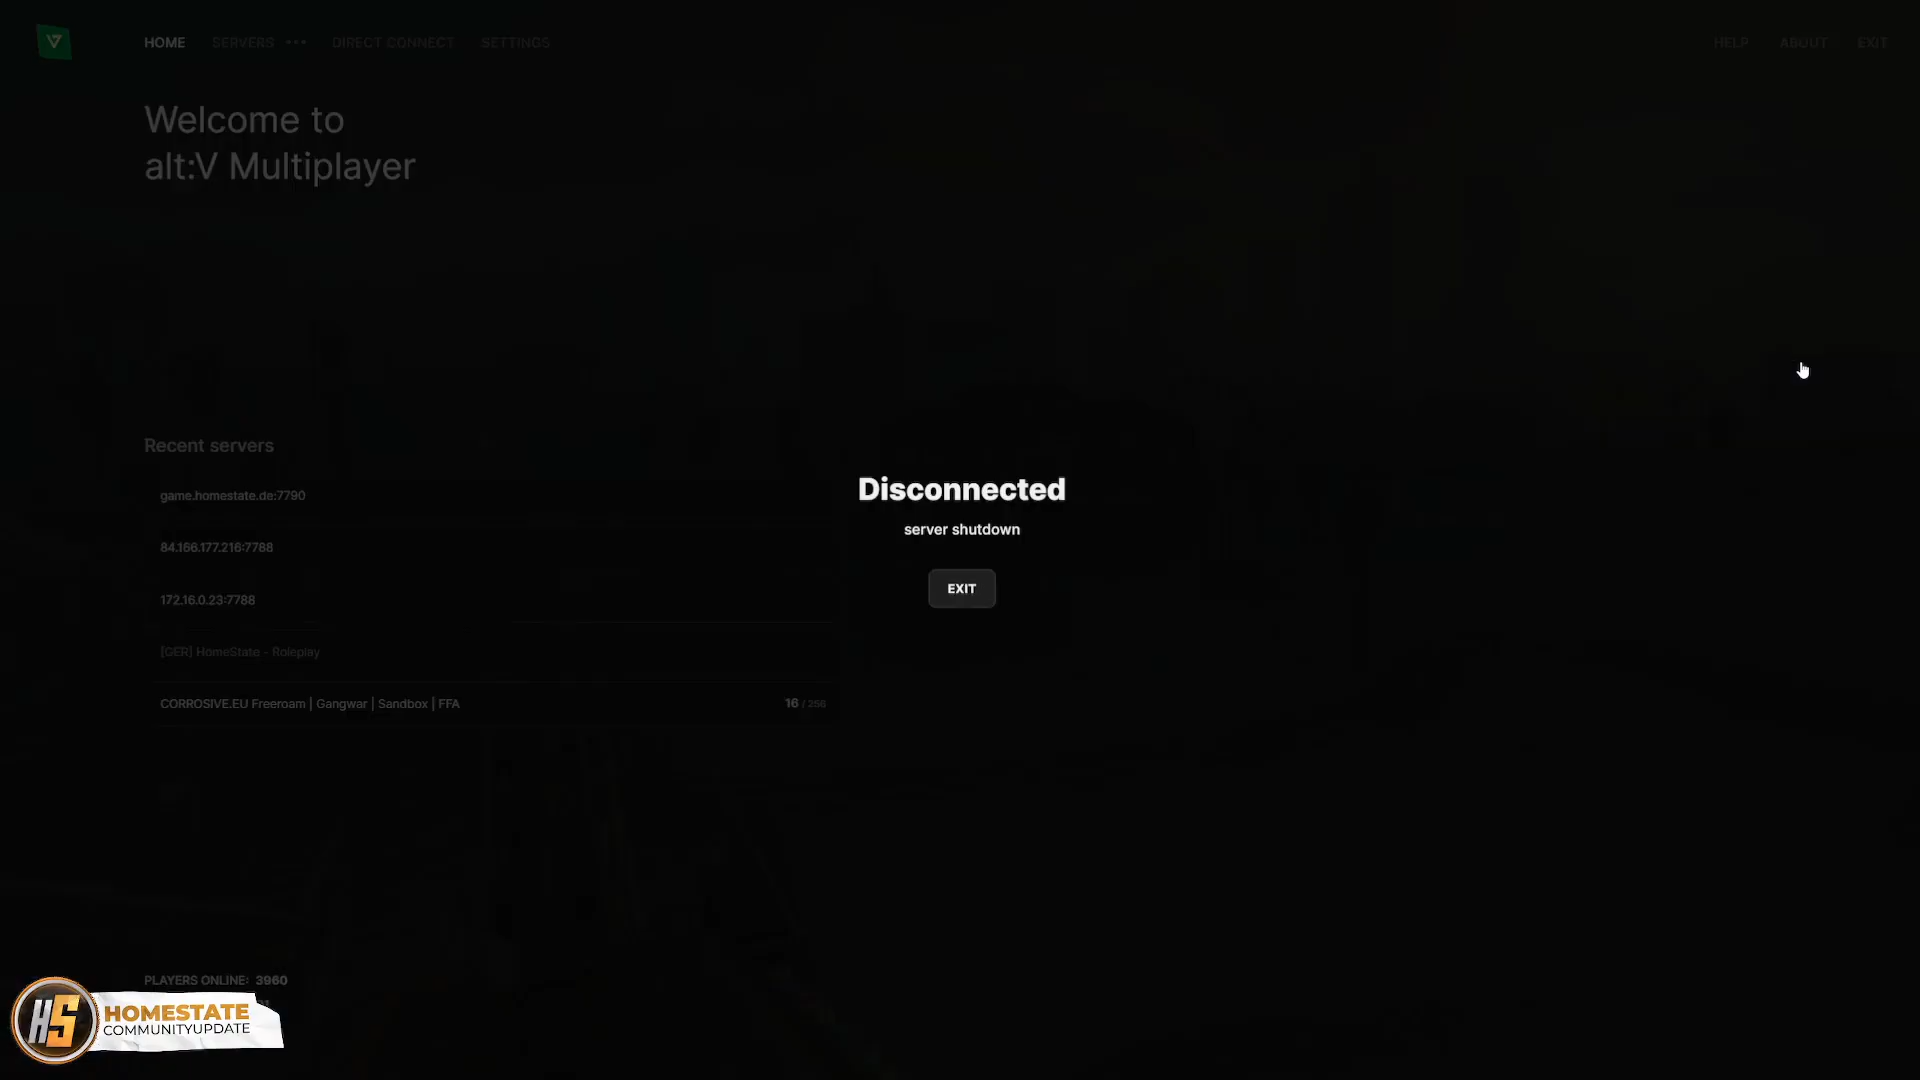 HOME SERVERS ••• DIRECT CONNECT SETTINGS HELP ABOUT EXIT
Welcome to
alt:V Multiplayer
Recent servers
game.homestate.de:7790
84.166.177.216:7788
172.16.0.23:7788
[GER] HomeState - Roleplay
CORROSIVE.EU Freeroam | Gangwar | Sandbox | FFA 16 / 256
Disconnected
server shutdown
EXIT
PLAYERS ONLINE: 3960
HS
HOMESTATE
COMMUNITYUPDATE